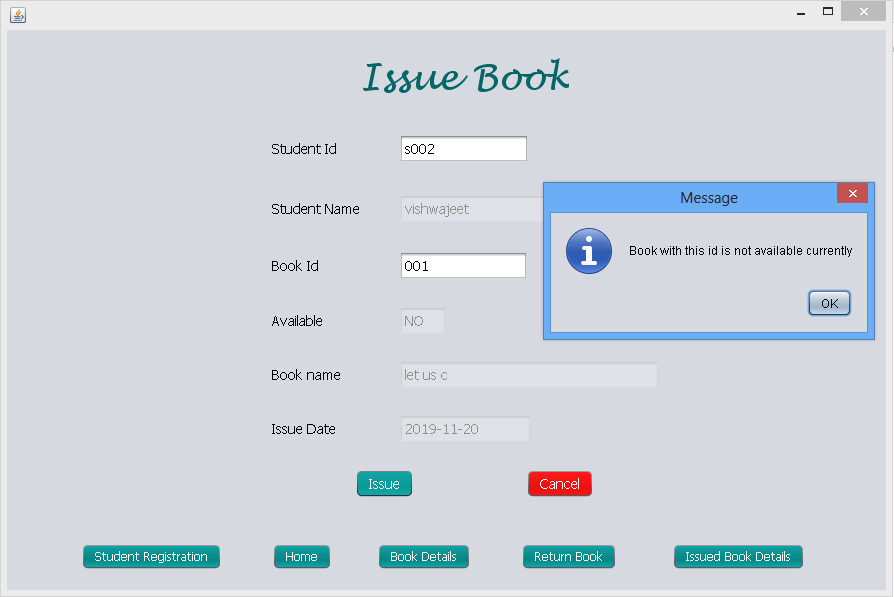 Issue Book
Student Id s002
Message
Student Name vishwajeet
Book with this id is not available currently
Book Id 001
OK
Available NO
Book name let us c
Issue Date 2019-11-20
Issue Cancel
Student Registration Home Book Details Return Book Issued Book Details